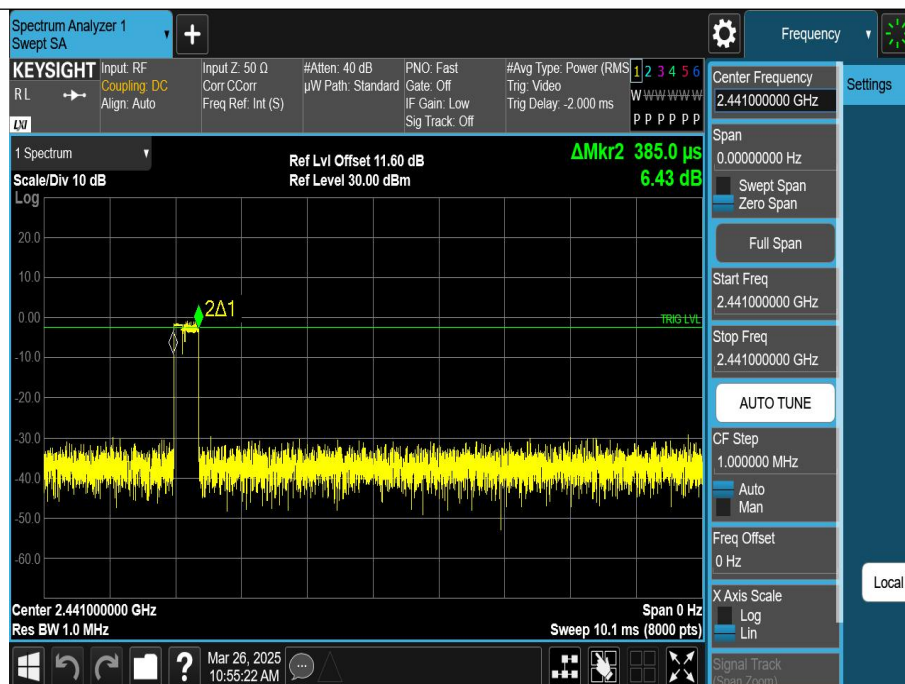 Spectrum Analyzer 1
Swept SA
+
Frequency
KEYSIGHT
RL
LXI
Input: RF
Coupling: DC
Align: Auto
Input Z: 50 Ω
Corr CCorr
Freq Ref: Int (S)
#Atten: 40 dB
µW Path: Standard
PNO: Fast
Gate: Off
IF Gain: Low
Sig Track: Off
#Avg Type: Power (RMS
Trig: Video
Trig Delay: -2.000 ms
1 2 3 4 5 6
W W W W W W
P P P P P P
1 Spectrum
Scale/Div 10 dB
Ref Lvl Offset 11.60 dB
Ref Level 30.00 dBm
ΔMkr2 385.0 µs
6.43 dB
Log
20.0
10.0
0.00
-10.0
-20.0
-30.0
-40.0
-50.0
-60.0
2Δ1
TRIG LVL
Center 2.441000000 GHz
Res BW 1.0 MHz
Span 0 Hz
Sweep 10.1 ms (8000 pts)
Mar 26, 2025
10:55:22 AM
?
Center Frequency
2.441000000 GHz
Settings
Span
0.00000000 Hz
Swept Span
Zero Span
Full Span
Start Freq
2.441000000 GHz
Stop Freq
2.441000000 GHz
AUTO TUNE
CF Step
1.000000 MHz
Auto
Man
Freq Offset
0 Hz
Local
X Axis Scale
Log
Lin
Signal Track
(Span Zoom)